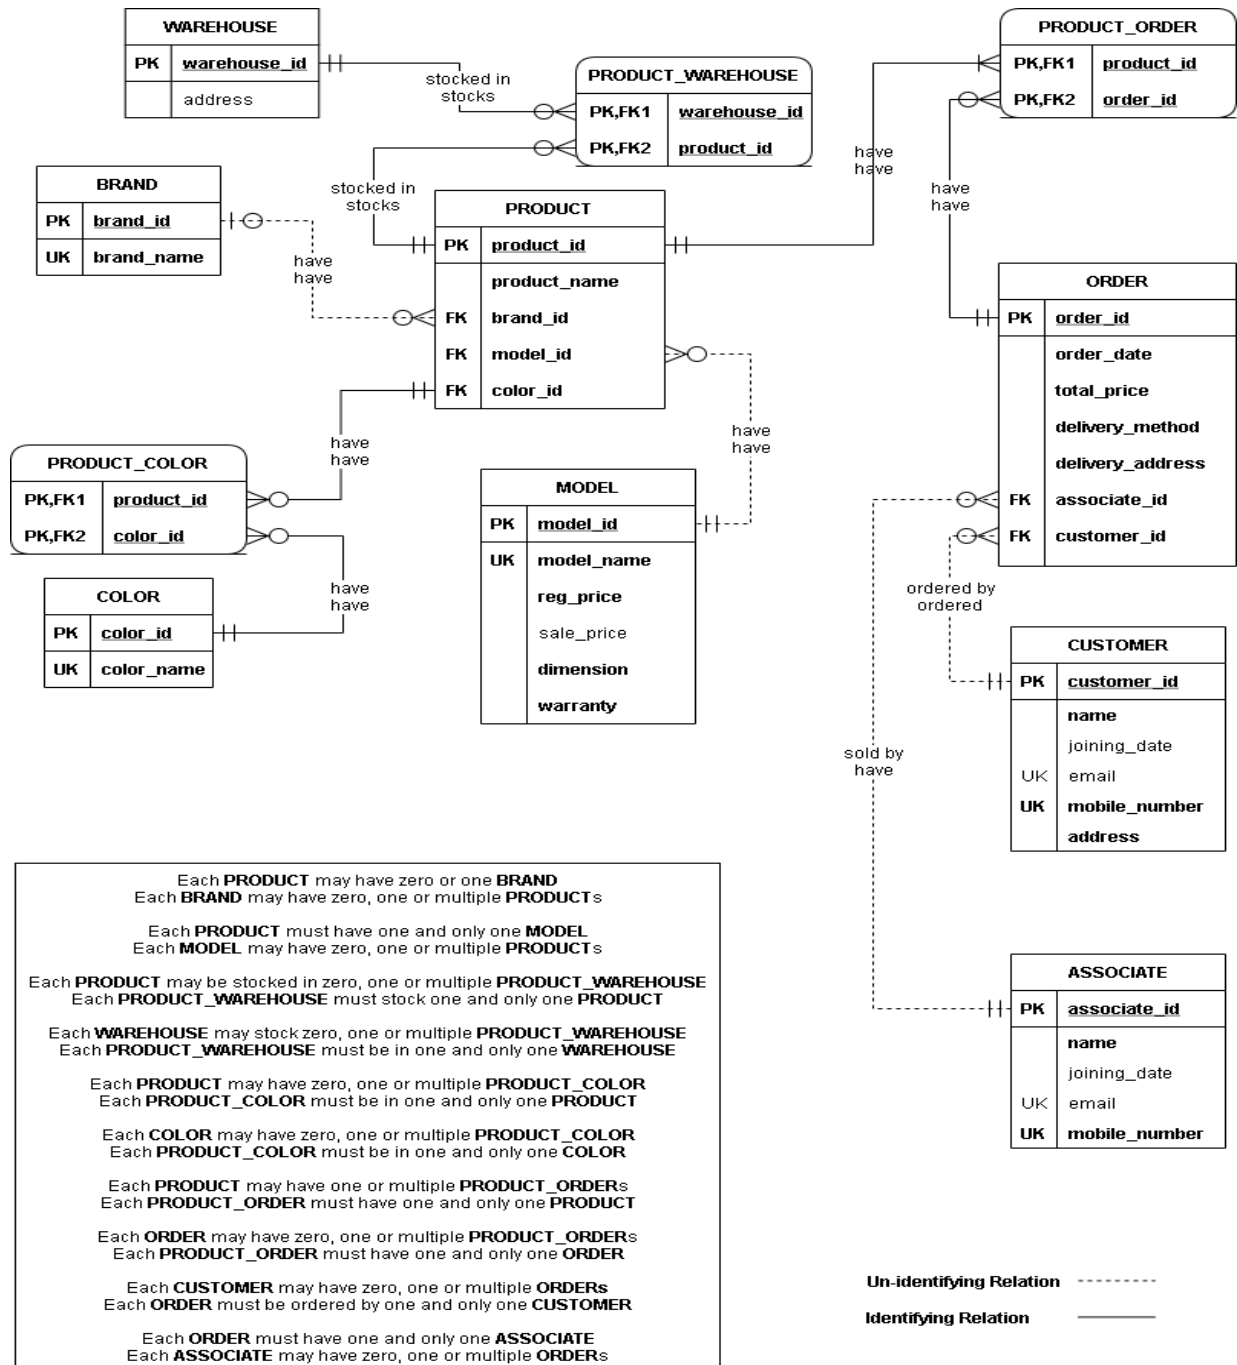 WAREHOUSE
PK warehouse_id
address
stocked in
stocks
PRODUCT_WAREHOUSE
PK,FK1 warehouse_id
PK,FK2 product_id
PRODUCT_ORDER
PK,FK1 product_id
PK,FK2 order_id
have
have
have
have
BRAND
PK brand_id
UK brand_name
stocked in
stocks
have
have
PRODUCT
PK product_id
product_name
FK brand_id
FK model_id
FK color_id
ORDER
PK order_id
order_date
total_price
delivery_method
delivery_address
FK associate_id
FK customer_id
have
have
have
have
PRODUCT_COLOR
PK,FK1 product_id
PK,FK2 color_id
MODEL
PK model_id
UK model_name
reg_price
sale_price
dimension
warranty
COLOR
PK color_id
UK color_name
have
have
ordered by
ordered
CUSTOMER
PK customer_id
name
joining_date
UK email
UK mobile_number
address
sold by
have
ASSOCIATE
PK associate_id
name
joining_date
UK email
UK mobile_number
Each PRODUCT may have zero or one BRAND
Each BRAND may have zero, one or multiple PRODUCTs
Each PRODUCT must have one and only one MODEL
Each MODEL may have zero, one or multiple PRODUCTs
Each PRODUCT may be stocked in zero, one or multiple PRODUCT_WAREHOUSE
Each PRODUCT_WAREHOUSE must stock one and only one PRODUCT
Each WAREHOUSE may stock zero, one or multiple PRODUCT_WAREHOUSE
Each PRODUCT_WAREHOUSE must be in one and only one WAREHOUSE
Each PRODUCT may have zero, one or multiple PRODUCT_COLOR
Each PRODUCT_COLOR must be in one and only one PRODUCT
Each COLOR may have zero, one or multiple PRODUCT_COLOR
Each PRODUCT_COLOR must be in one and only one COLOR
Each PRODUCT may have one or multiple PRODUCT_ORDERs
Each PRODUCT_ORDER must have one and only one PRODUCT
Each ORDER may have zero, one or multiple PRODUCT_ORDERs
Each PRODUCT_ORDER must have one and only one ORDER
Each CUSTOMER may have zero, one or multiple ORDERs
Each ORDER must be ordered by one and only one CUSTOMER
Each ORDER must have one and only one ASSOCIATE
Each ASSOCIATE may have zero, one or multiple ORDERs
Un-identifying Relation
Identifying Relation